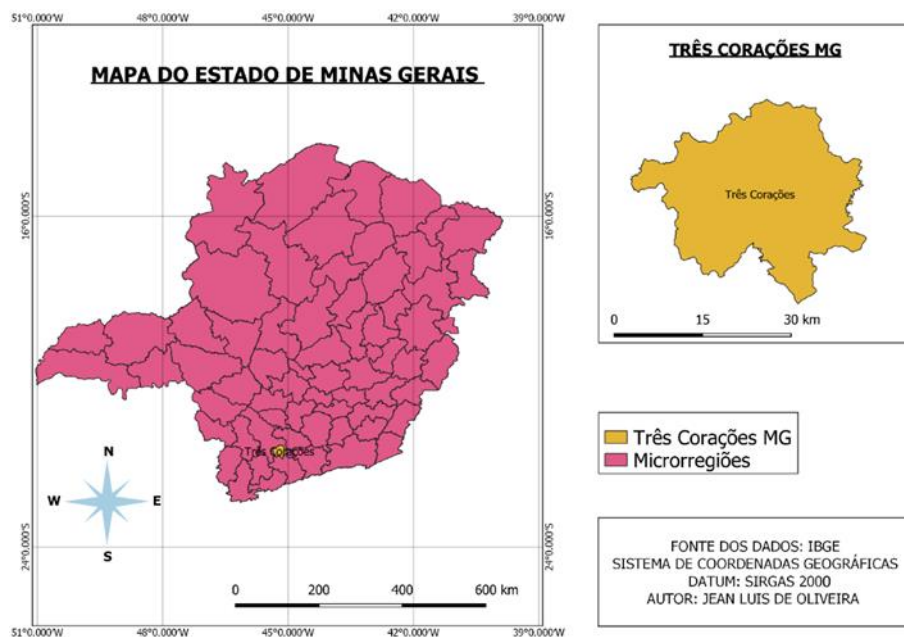 51°0.000'W 48°0.000'W 45°0.000'W 42°0.000'W 39°0.000'W
MAPA DO ESTADO DE MINAS GERAIS
16°0.000'S
16°0.000'S
Três Corações
N
W E
S
24°0.000'S
24°0.000'S
0 200 400 600 km
51°0.000'W 48°0.000'W 45°0.000'W 42°0.000'W 39°0.000'W
TRÊS CORAÇÕES MG
Três Corações
0 15 30 km
Três Corações MG
Microrregiões
FONTE DOS DADOS: IBGE
SISTEMA DE COORDENADAS GEOGRÁFICAS
DATUM: SIRGAS 2000
AUTOR: JEAN LUIS DE OLIVEIRA